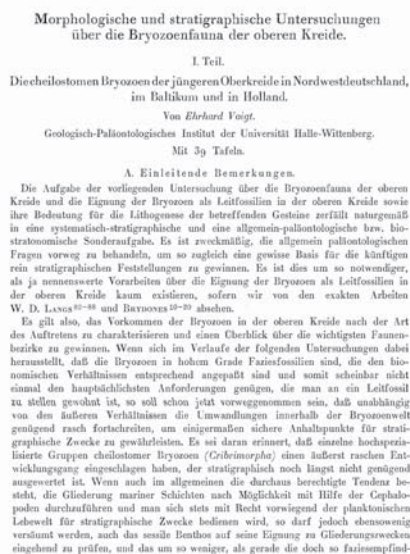 Morphologische und stratigraphische Untersuchungen
über die Bryozoenfauna der oberen Kreide.
I. Teil.
Die cheilostomen Bryozoen der jüngeren Oberkreide in Nordwestdeutschland,
im Baltikum und in Holland.
Von Ehrhard Voigt.
Geologisch-Paläontologisches Institut der Universität Halle-Wittenberg.
Mit 39 Tafeln.
A. Einleitende Bemerkungen.
Die Aufgabe der vorliegenden Untersuchung über die Bryozoenfauna der oberen
Kreide und die Eignung der Bryozoen als Leitfossilien in der oberen Kreide sowie
ihre Bedeutung für die Lithogenese der betreffenden Gesteine zerfällt naturgemäß
in eine systematisch-stratigraphische und eine allgemein-paläontologische bzw. bio-
stratonomische Sonderaufgabe. Es ist zweckmäßig, die allgemein paläontologischen
Fragen vorweg zu behandeln, um so zugleich eine gewisse Basis für die künftigen
rein stratigraphischen Feststellungen zu gewinnen. Es ist dies um so notwendiger,
als ja nennenswerte Vorarbeiten über die Eignung der Bryozoen als Leitfossilien in
der oberen Kreide kaum existieren, sofern wir von den exakten Arbeiten
W. D. LANGS und BRYDONES absehen.
Es gilt also, das Vorkommen der Bryozoen in der oberen Kreide nach der Art
des Auftretens zu charakterisieren und einen Überblick über die wichtigsten Faunen-
bezirke zu gewinnen. Wenn sich im Verlaufe der folgenden Untersuchungen dabei
herausstellt, daß die Bryozoen in hohem Grade Faziesfossilien sind, die den bio-
nomischen Verhältnissen entsprechend angepaßt sind und somit scheinbar nicht
einmal den hauptsächlichsten Anforderungen genügen, die man an ein Leitfossil
zu stellen gewohnt ist, so soll schon jetzt vorweggenommen sein, daß unabhängig
von den äußeren Verhältnissen die Umwandlungen innerhalb der Bryozoenwelt
genügend rasch fortschreiten, um einigermaßen sichere Anhaltspunkte für strati-
graphische Zwecke zu gewährleisten. Es sei daran erinnert, daß einzelne hochspezia-
lisierte Gruppen cheilostomer Bryozoen (Cribrimorpha) einen äußerst raschen Ent-
wicklungsgang eingeschlagen haben, der stratigraphisch noch längst nicht genügend
ausgewertet ist. Wenn auch im allgemeinen die durchaus berechtigte Tendenz be-
steht, die Gliederung mariner Schichten nach Möglichkeit mit Hilfe der Cephalo-
poden durchzuführen und man sich stets mit Recht vorwiegend der planktonischen
Lebewelt für stratigraphische Zwecke bedienen wird, so darf jedoch ebensowenig
versäumt werden, auch das sessile Benthos auf seine Eignung zu Gliederungszwecken
eingehend zu prüfen, und das um so weniger, als gerade die doch so faziesempfind-